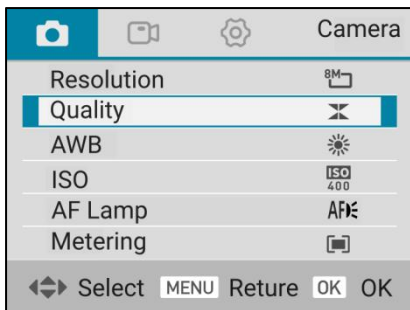 Camera
Resolution 8M
Quality
AWB
ISO ISO 400
AF Lamp AF
Metering
Select MENU Reture OK OK